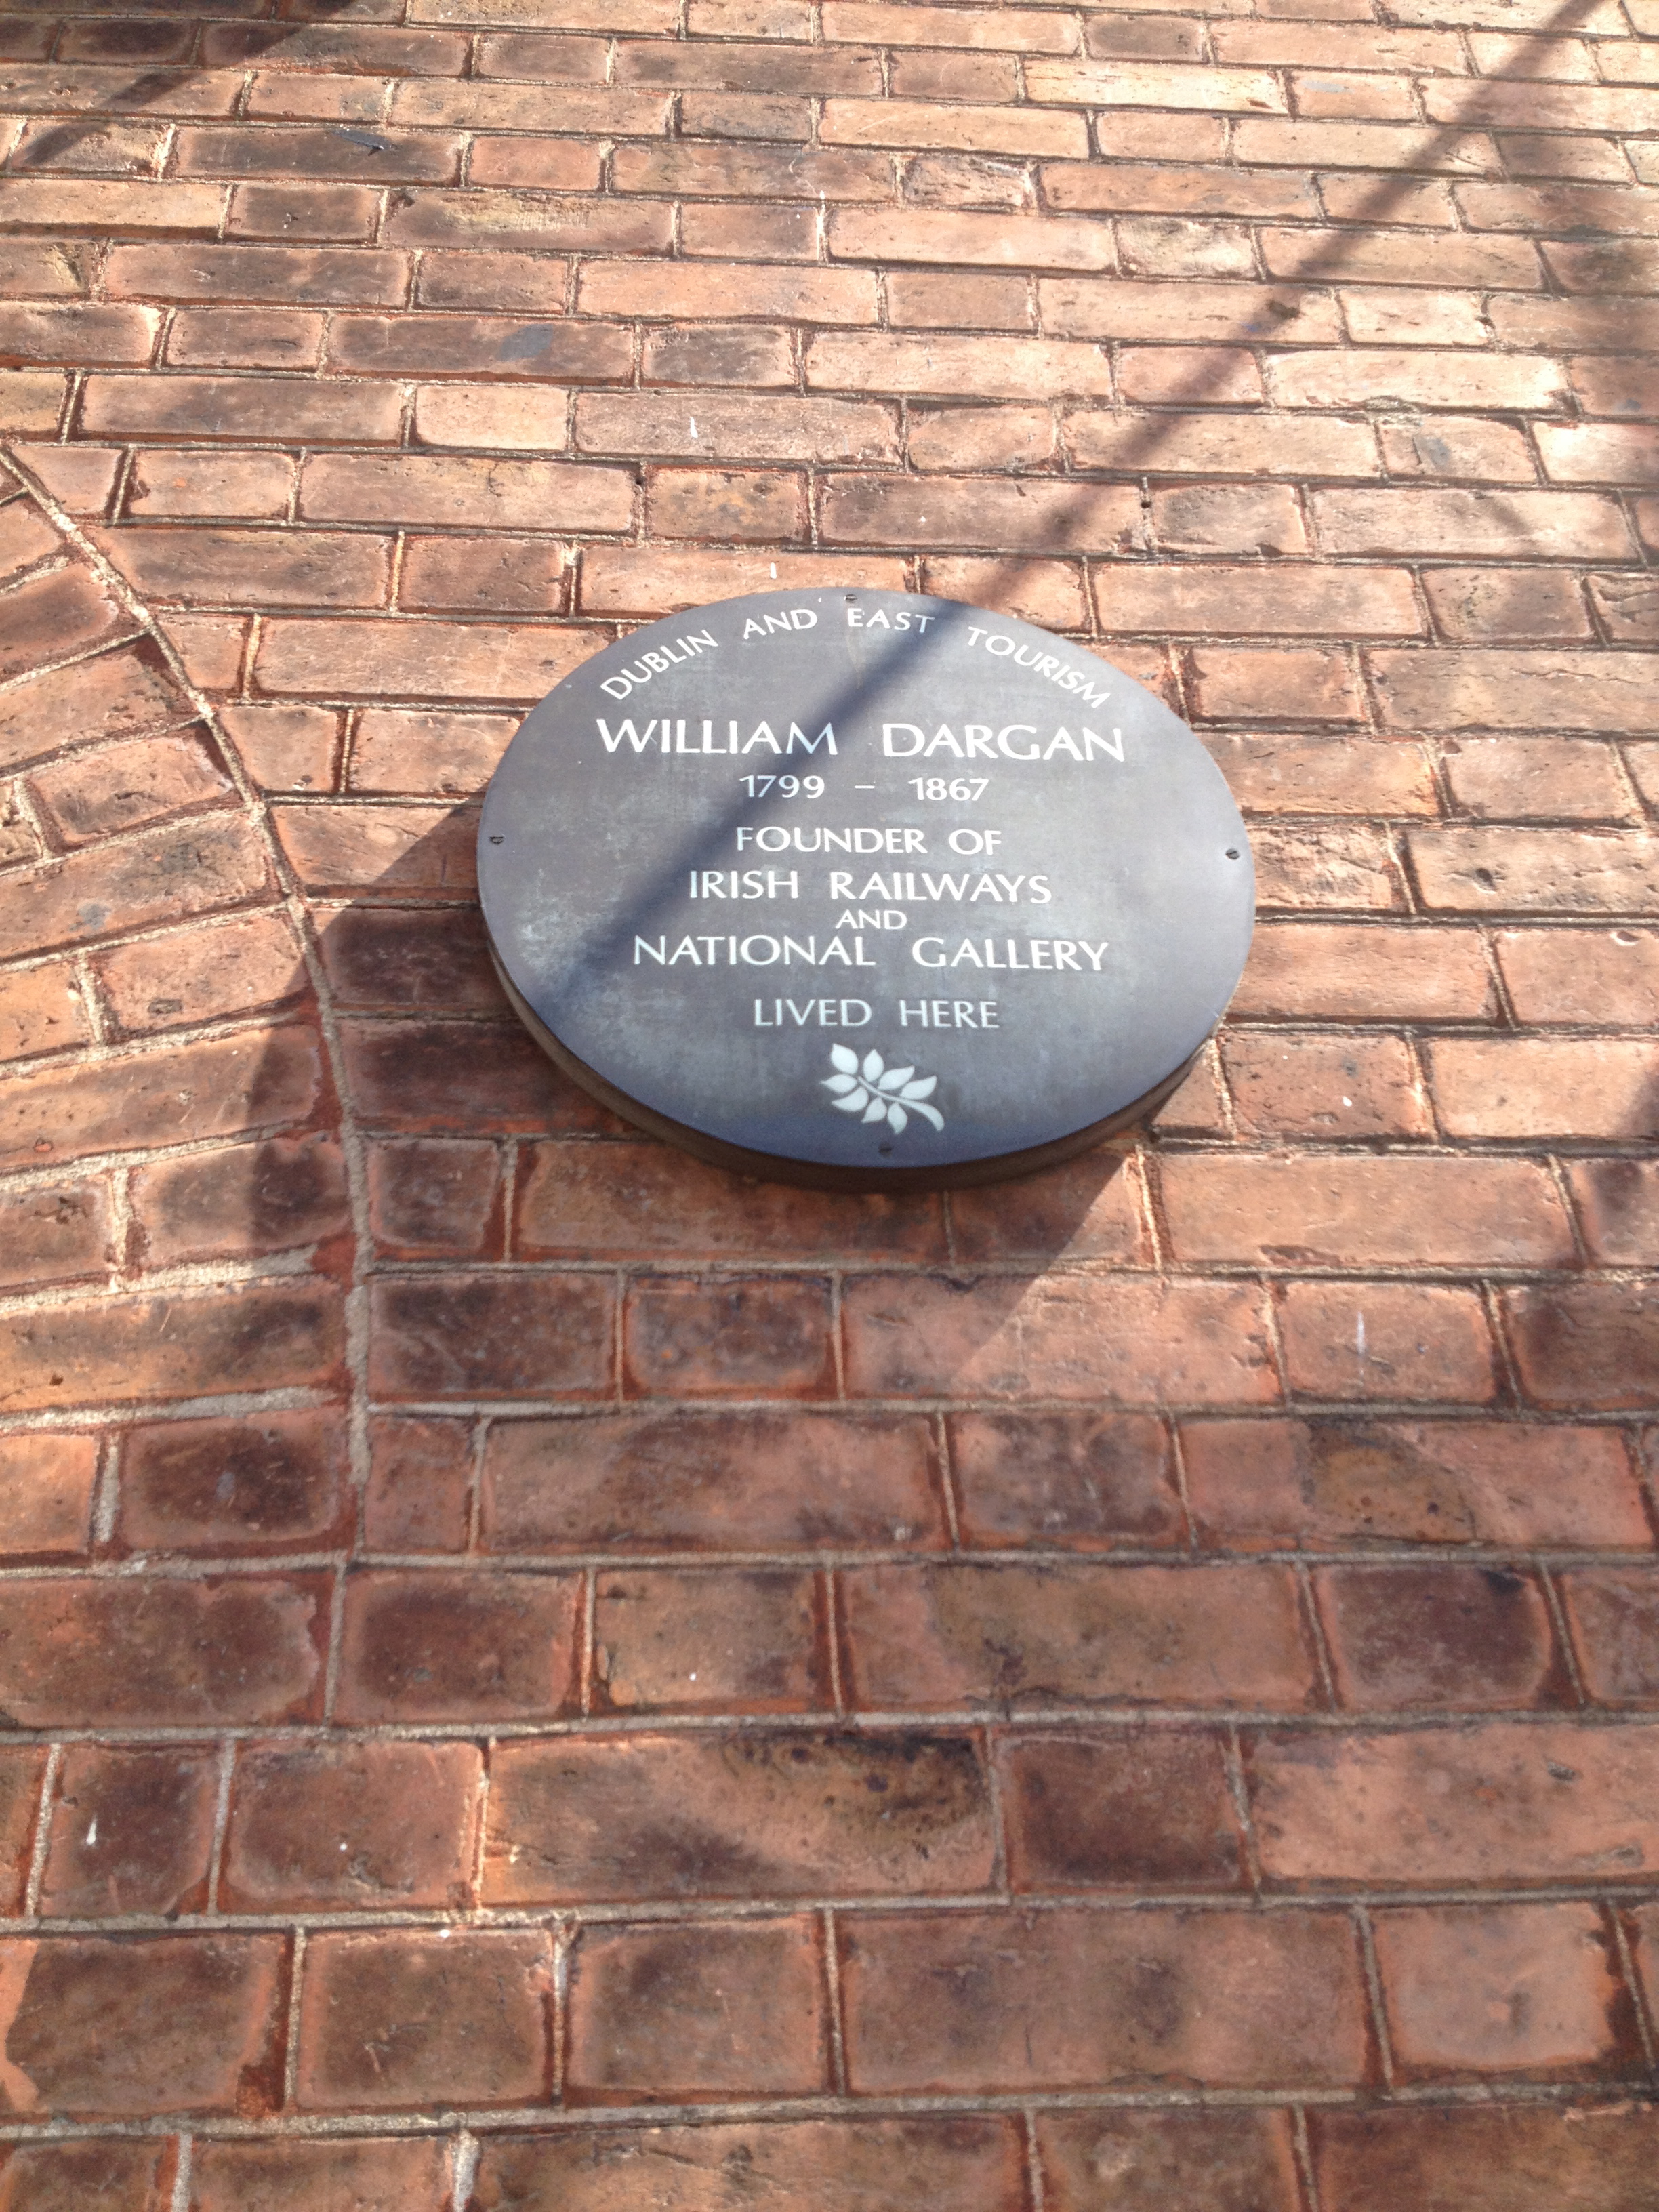 DUBLIN AND EAST TOURISM
WILLIAM DARGAN
1799 – 1867
FOUNDER OF
IRISH RAILWAYS
AND
NATIONAL GALLERY
LIVED HERE